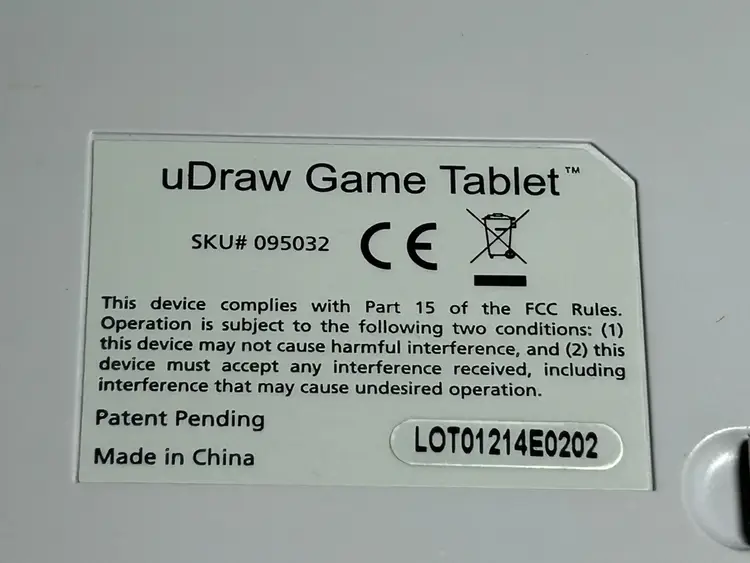 uDraw Game Tablet™
SKU# 095032 CE
This device complies with Part 15 of the FCC Rules.
Operation is subject to the following two conditions: (1)
this device may not cause harmful interference, and (2) this
device must accept any interference received, including
interference that may cause undesired operation.
Patent Pending
LOT01214E0202
Made in China